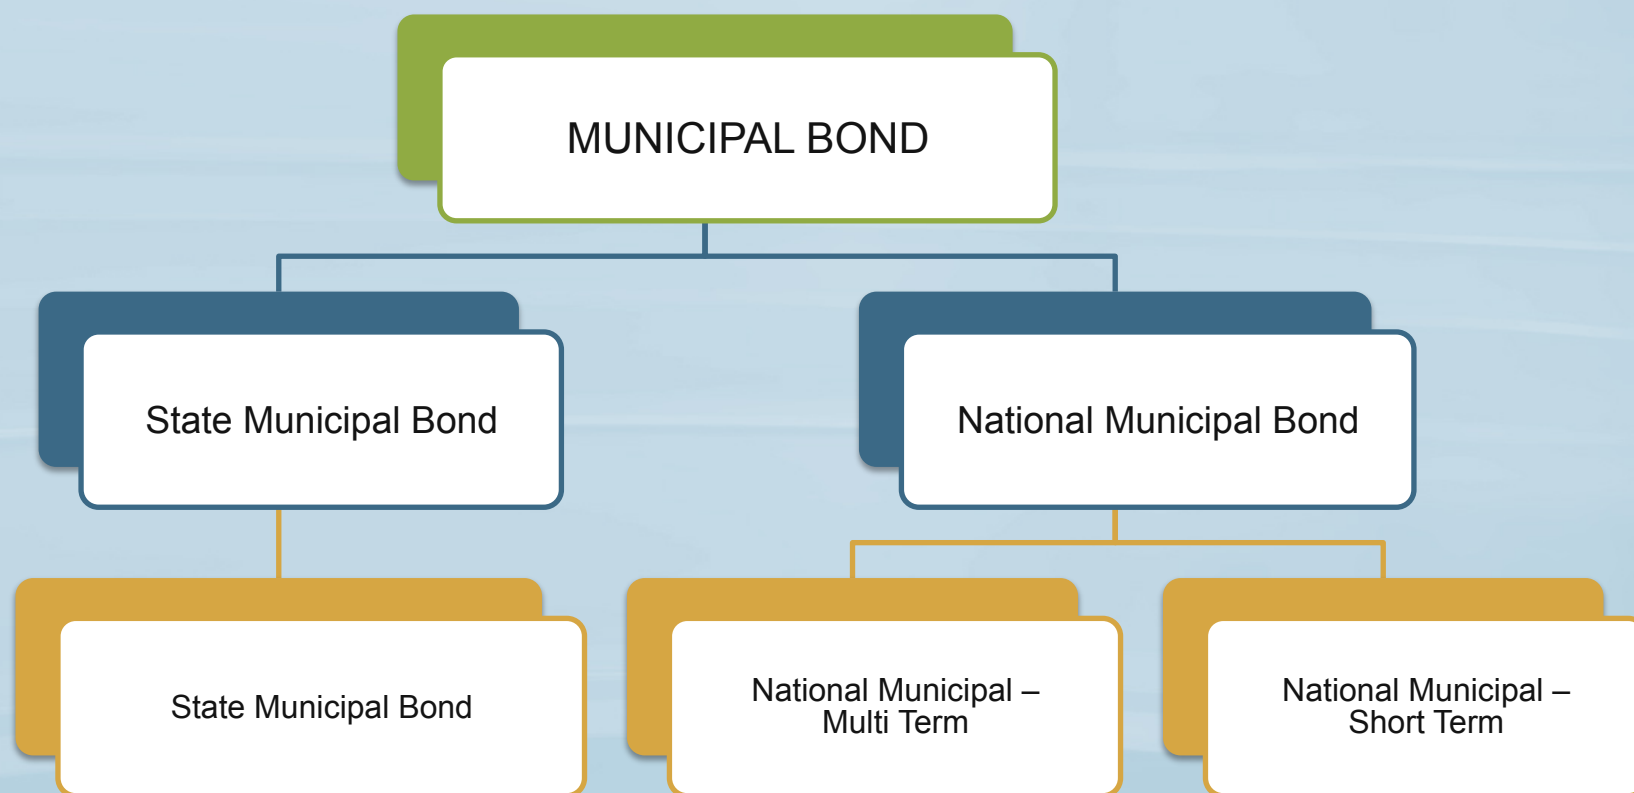 MUNICIPAL BOND
State Municipal Bond
National Municipal Bond
State Municipal Bond
National Municipal –
Multi Term
National Municipal –
Short Term